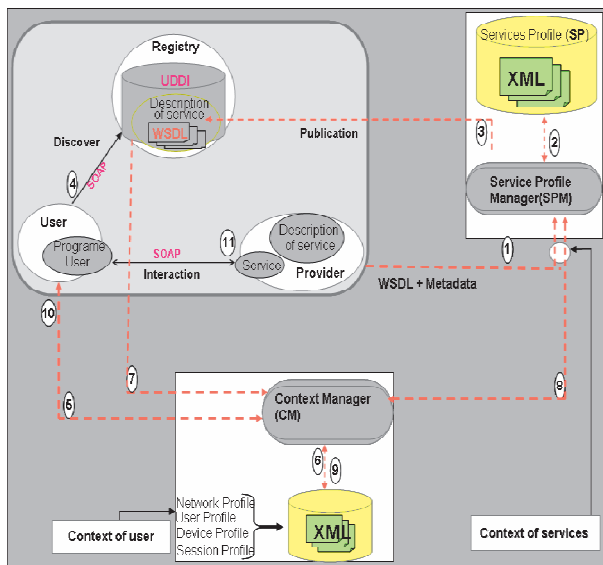 Registry
UDDI
Description
of service
WSDL
Discover
4
SOAP
User
Programe
User
SOAP
Interaction
11
Description
of service
Service
Provider
Publication
3
Services Profile (SP)
XML
2
Service Profile
Manager(SPM)
1
WSDL + Metadata
10
5
7
8
Context Manager
(CM)
6
9
Network Profile
User Profile
Device Profile
Session Profile
XML
Context of user
Context of services